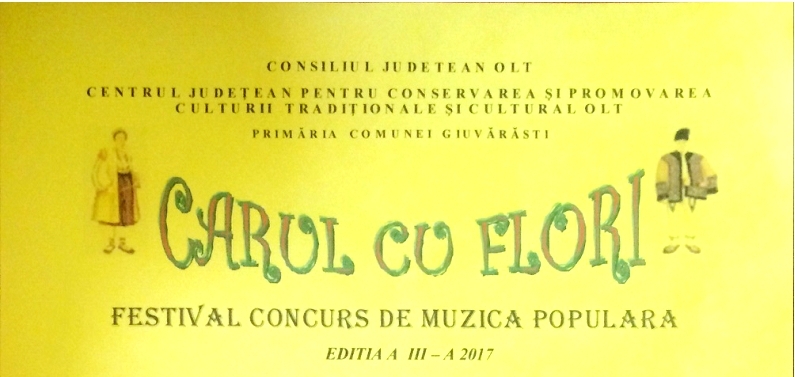 CONSILIUL JUDETEAN OLT
CENTRUL JUDEȚEAN PENTRU CONSERVAREA ȘI PROMOVAREA
CULTURII TRADIȚIONALE ȘI CULTURAL OLT
PRIMĂRIA COMUNEI GIUVĂRĂȘTI
CARUL CU FLORI
FESTIVAL CONCURS DE MUZICA POPULARA
EDITIA A III – A 2017